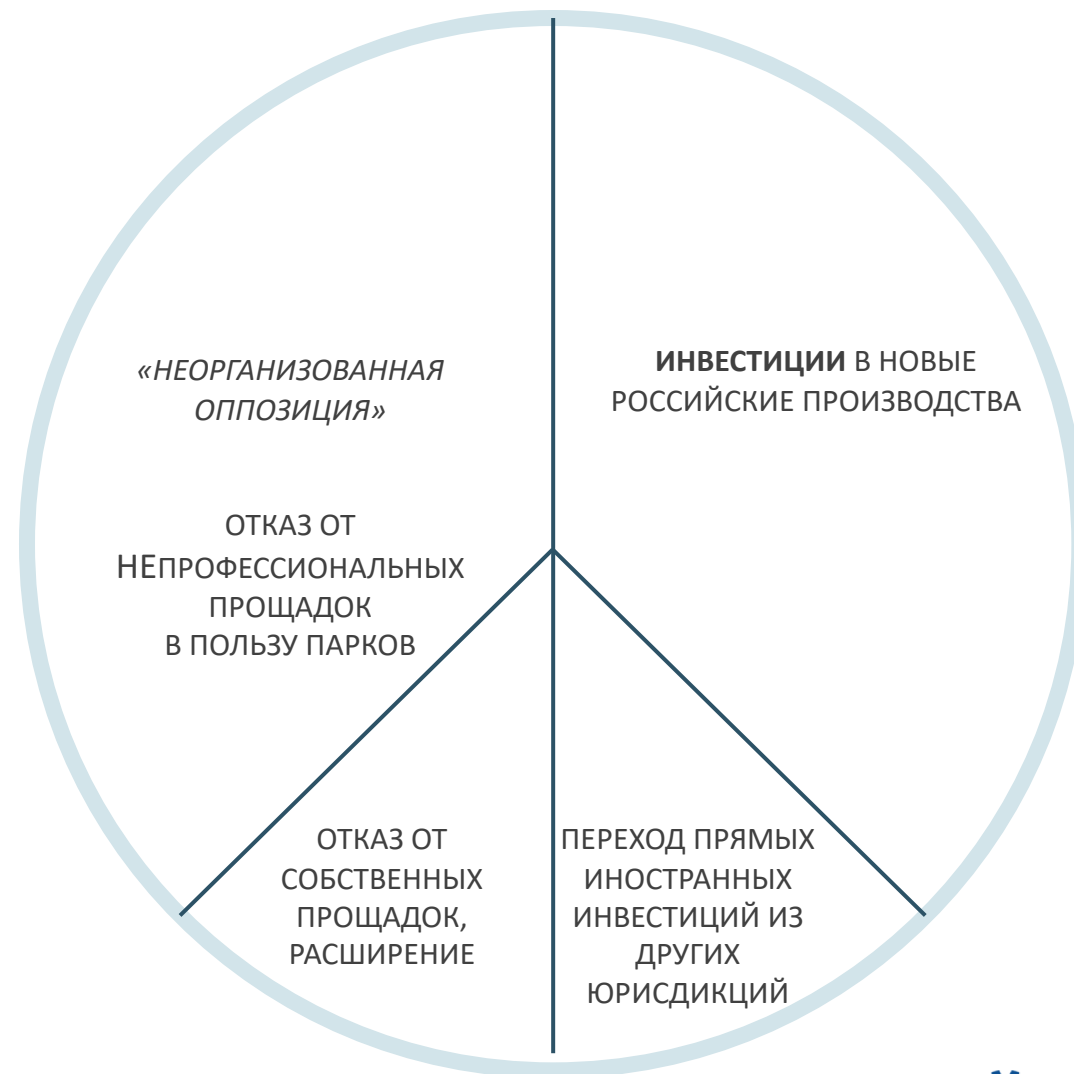 «НЕОРГАНИЗОВАННАЯ
ОППОЗИЦИЯ»
ОТКАЗ ОТ
НЕПРОФЕССИОНАЛЬНЫХ
ПРОЩАДОК
В ПОЛЬЗУ ПАРКОВ
ИНВЕСТИЦИИ В НОВЫЕ
РОССИЙСКИЕ ПРОИЗВОДСТВА
ОТКАЗ ОТ
СОБСТВЕННЫХ
ПРОЩАДОК,
РАСШИРЕНИЕ
ПЕРЕХОД ПРЯМЫХ
ИНОСТРАННЫХ
ИНВЕСТИЦИЙ ИЗ
ДРУГИХ
ЮРИСДИКЦИЙ